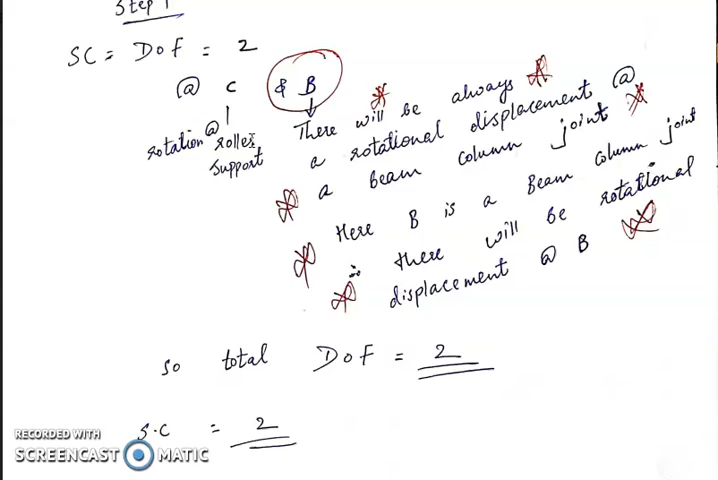 Step 1
SC = DOF = 2
@ C & B
rotation @ roller support
There will be always
a rotational displacement @
a beam column joint
Here B is a Beam column joint
∴ there will be rotational
displacement @ B
so total DOF = 2
S.C = 2
RECORDED WITH
SCREENCAST MATIC